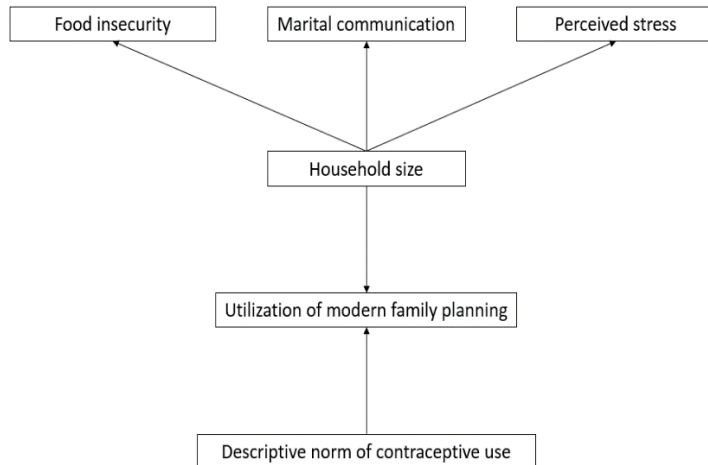 Food insecurity
Marital communication
Perceived stress
Household size
Utilization of modern family planning
Descriptive norm of contraceptive use